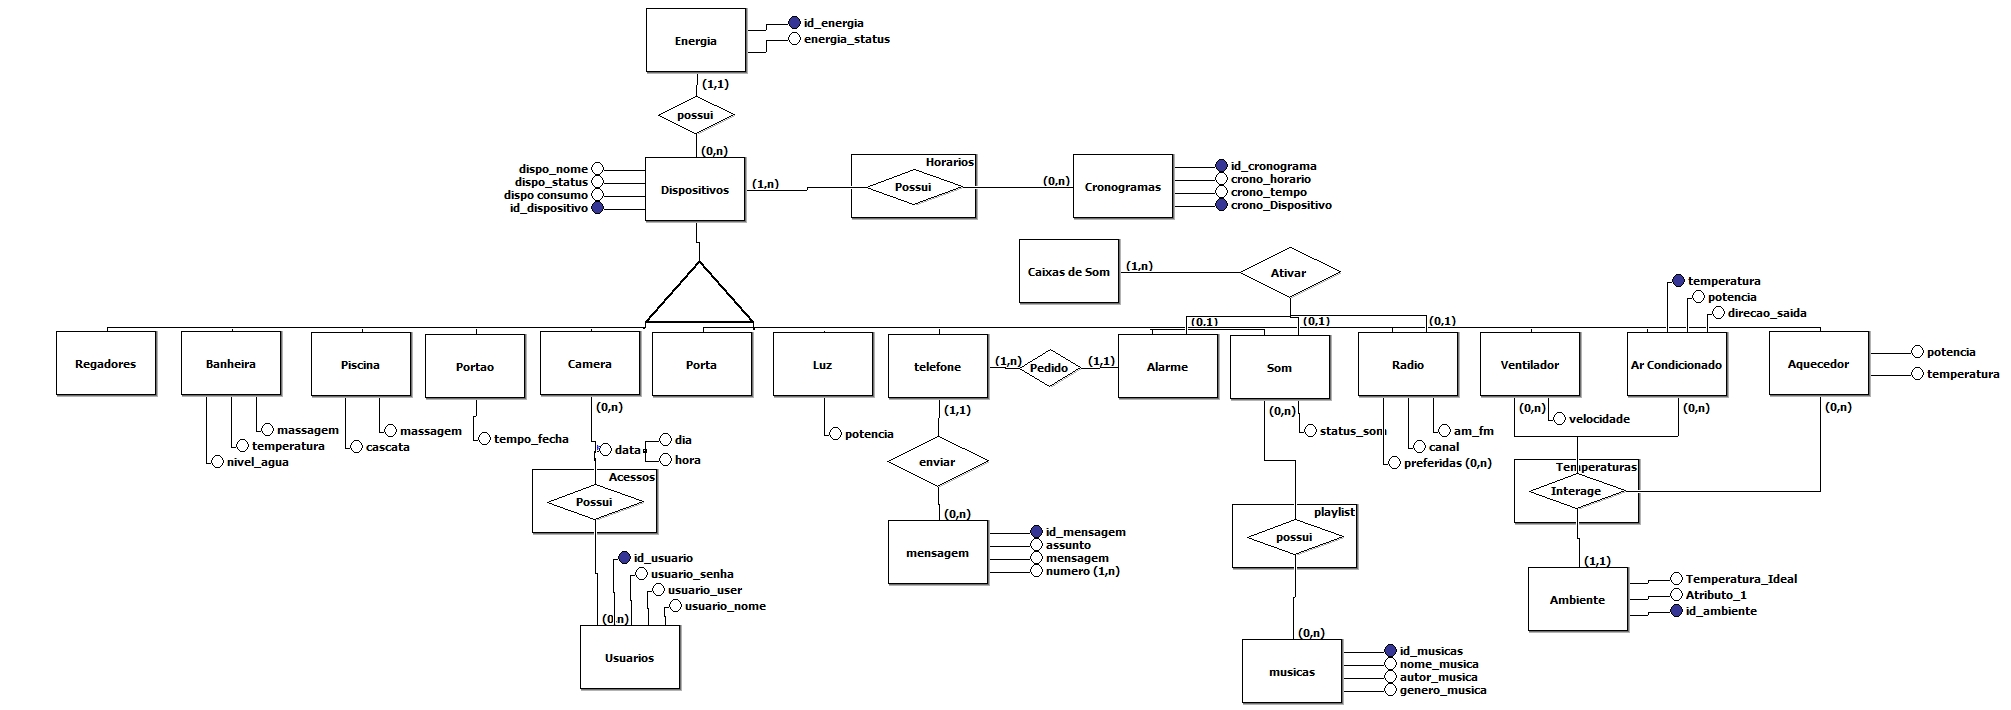 id_energia
Energia
energia_status
(1,1)
possui
(0,n)
dispo_nome
dispo_status
dispo consumo
id_dispositivo
Dispositivos
(1,n)
Horarios
Possui
(0,n)
Cronogramas
id_cronograma
crono_horario
crono_tempo
crono_Dispositivo
Caixas de Som
(1,n)
Ativar
temperatura
potencia
direcao_saida
(0,1)
(0,1)
(0,1)
Regadores
Banheira
Piscina
Portao
Camera
Porta
Luz
telefone
(1,n)
Pedido
(1,1)
Alarme
Som
Radio
Ventilador
Ar Condicionado
Aquecedor
potencia
temperatura
massagem
temperatura
nivel_agua
massagem
cascata
tempo_fecha
(0,n)
data
dia
hora
Acessos
Possui
potencia
(1,1)
enviar
(0,n)
(0,n)
status_som
am_fm
canal
preferidas (0,n)
(0,n)
velocidade
(0,n)
(0,n)
Temperaturas
Interage
(1,1)
playlist
possui
mensagem
id_mensagem
assunto
mensagem
numero (1,n)
id_usuario
usuario_senha
usuario_user
usuario_nome
(0,n)
Usuarios
Ambiente
Temperatura_Ideal
Atributo_1
id_ambiente
(0,n)
musicas
id_musicas
nome_musica
autor_musica
genero_musica